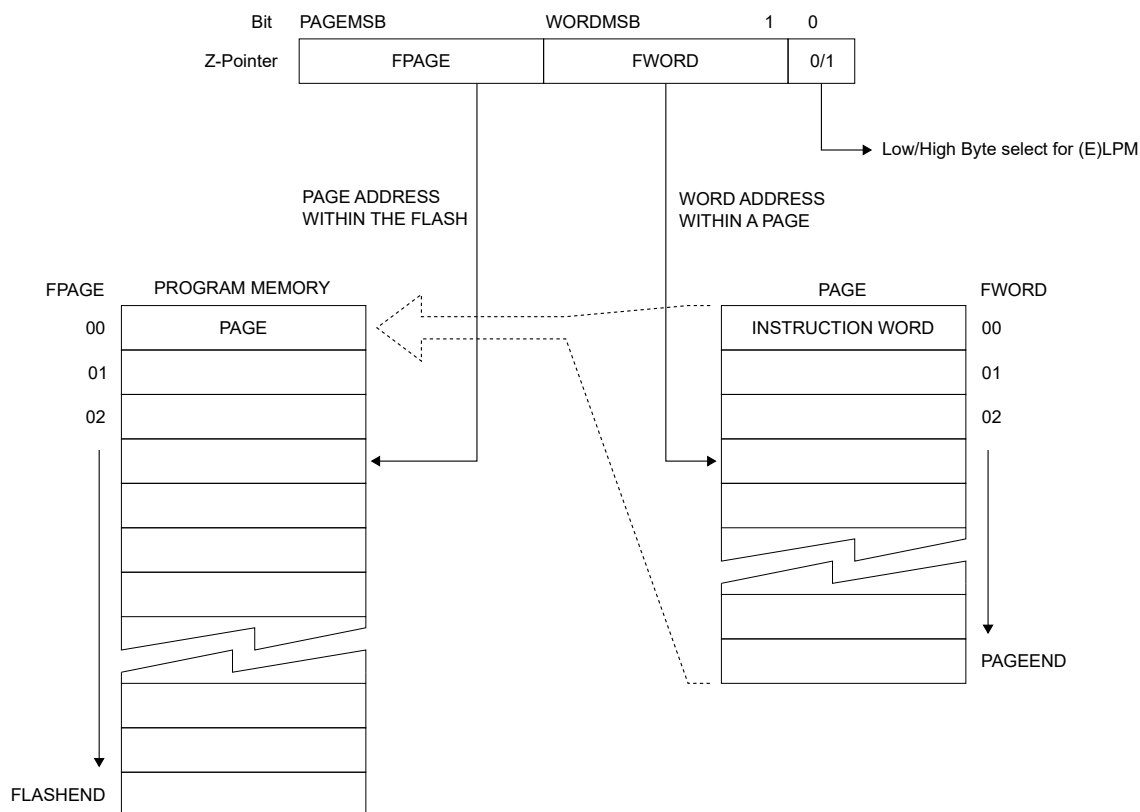 Bit PAGEMSB WORDMSB 1 0
Z-Pointer FPAGE FWORD 0/1
Low/High Byte select for (E)LPM
PAGE ADDRESS
WITHIN THE FLASH
WORD ADDRESS
WITHIN A PAGE
FPAGE PROGRAM MEMORY PAGE FWORD
00 PAGE INSTRUCTION WORD 00
01 01
02 02
PAGEEND
FLASHEND